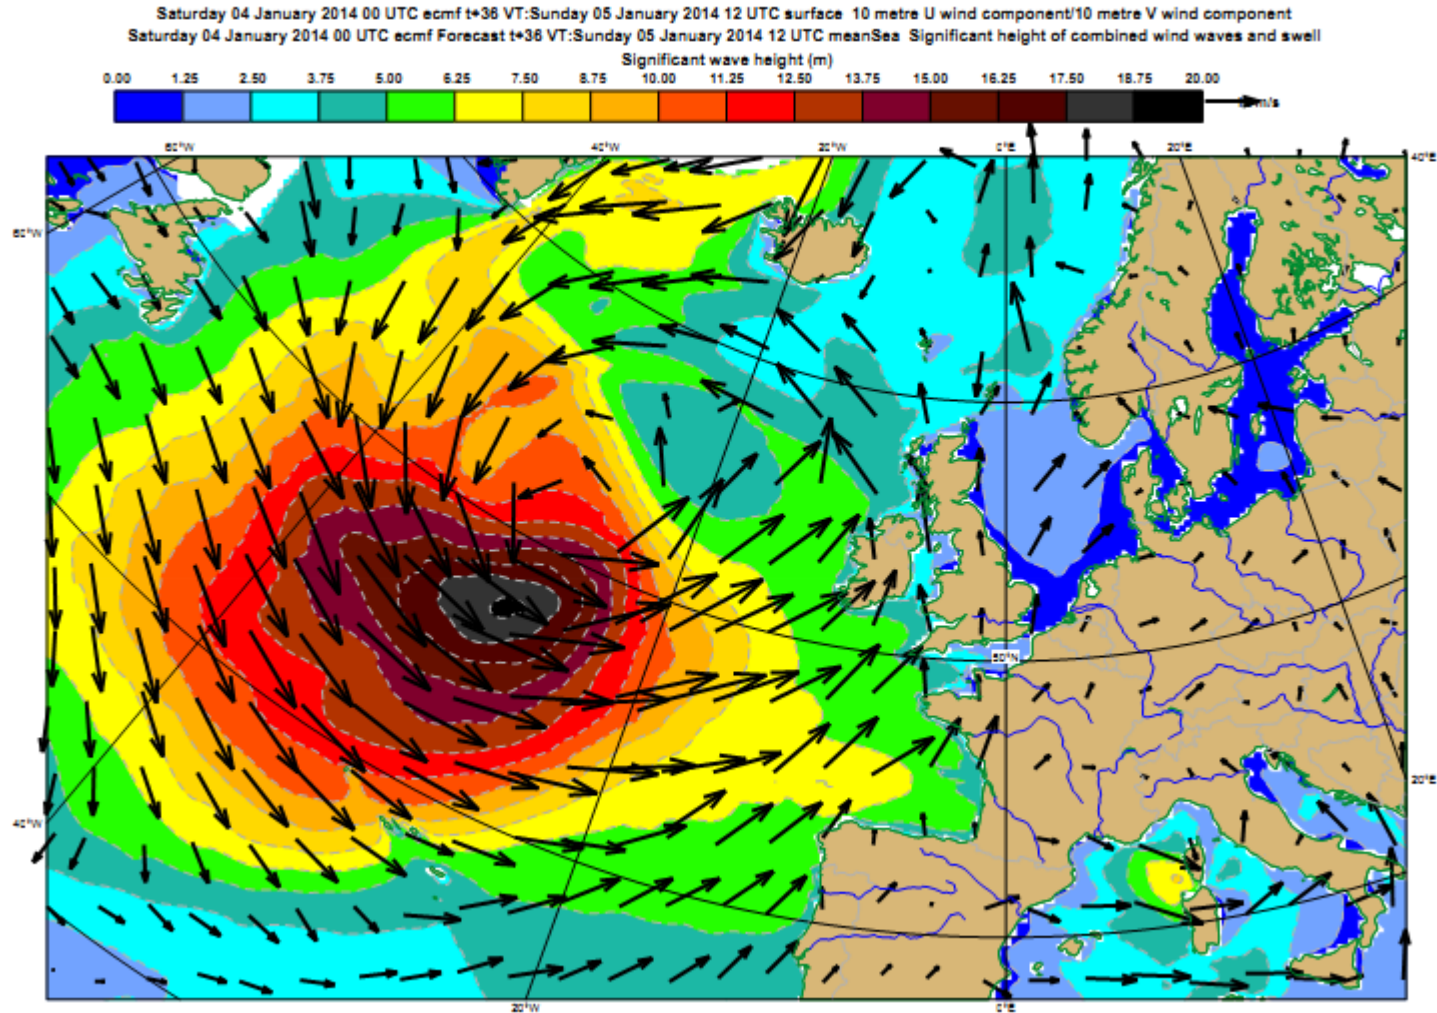 Saturday 04 January 2014 00 UTC ecmf t+36 VT:Sunday 05 January 2014 12 UTC surface 10 metre U wind component/10 metre V wind component
Saturday 04 January 2014 00 UTC ecmf Forecast t+36 VT:Sunday 05 January 2014 12 UTC meanSea Significant height of combined wind waves and swell
Significant wave height (m)
0.00 1.25 2.50 3.75 5.00 6.25 7.50 8.75 10.00 11.25 12.50 13.75 15.00 16.25 17.50 18.75 20.00
m/s
60°W 40°W 20°W 0°E 20°E 40°E
60°W
50°N
20°E
40°W
20°W 0°E